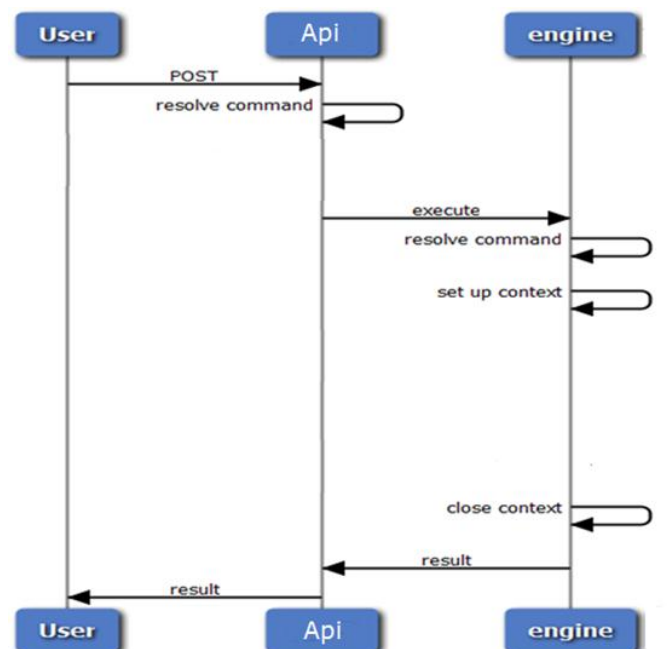 User
Api
engine
POST
resolve command
execute
resolve command
set up context
close context
result
result
User
Api
engine